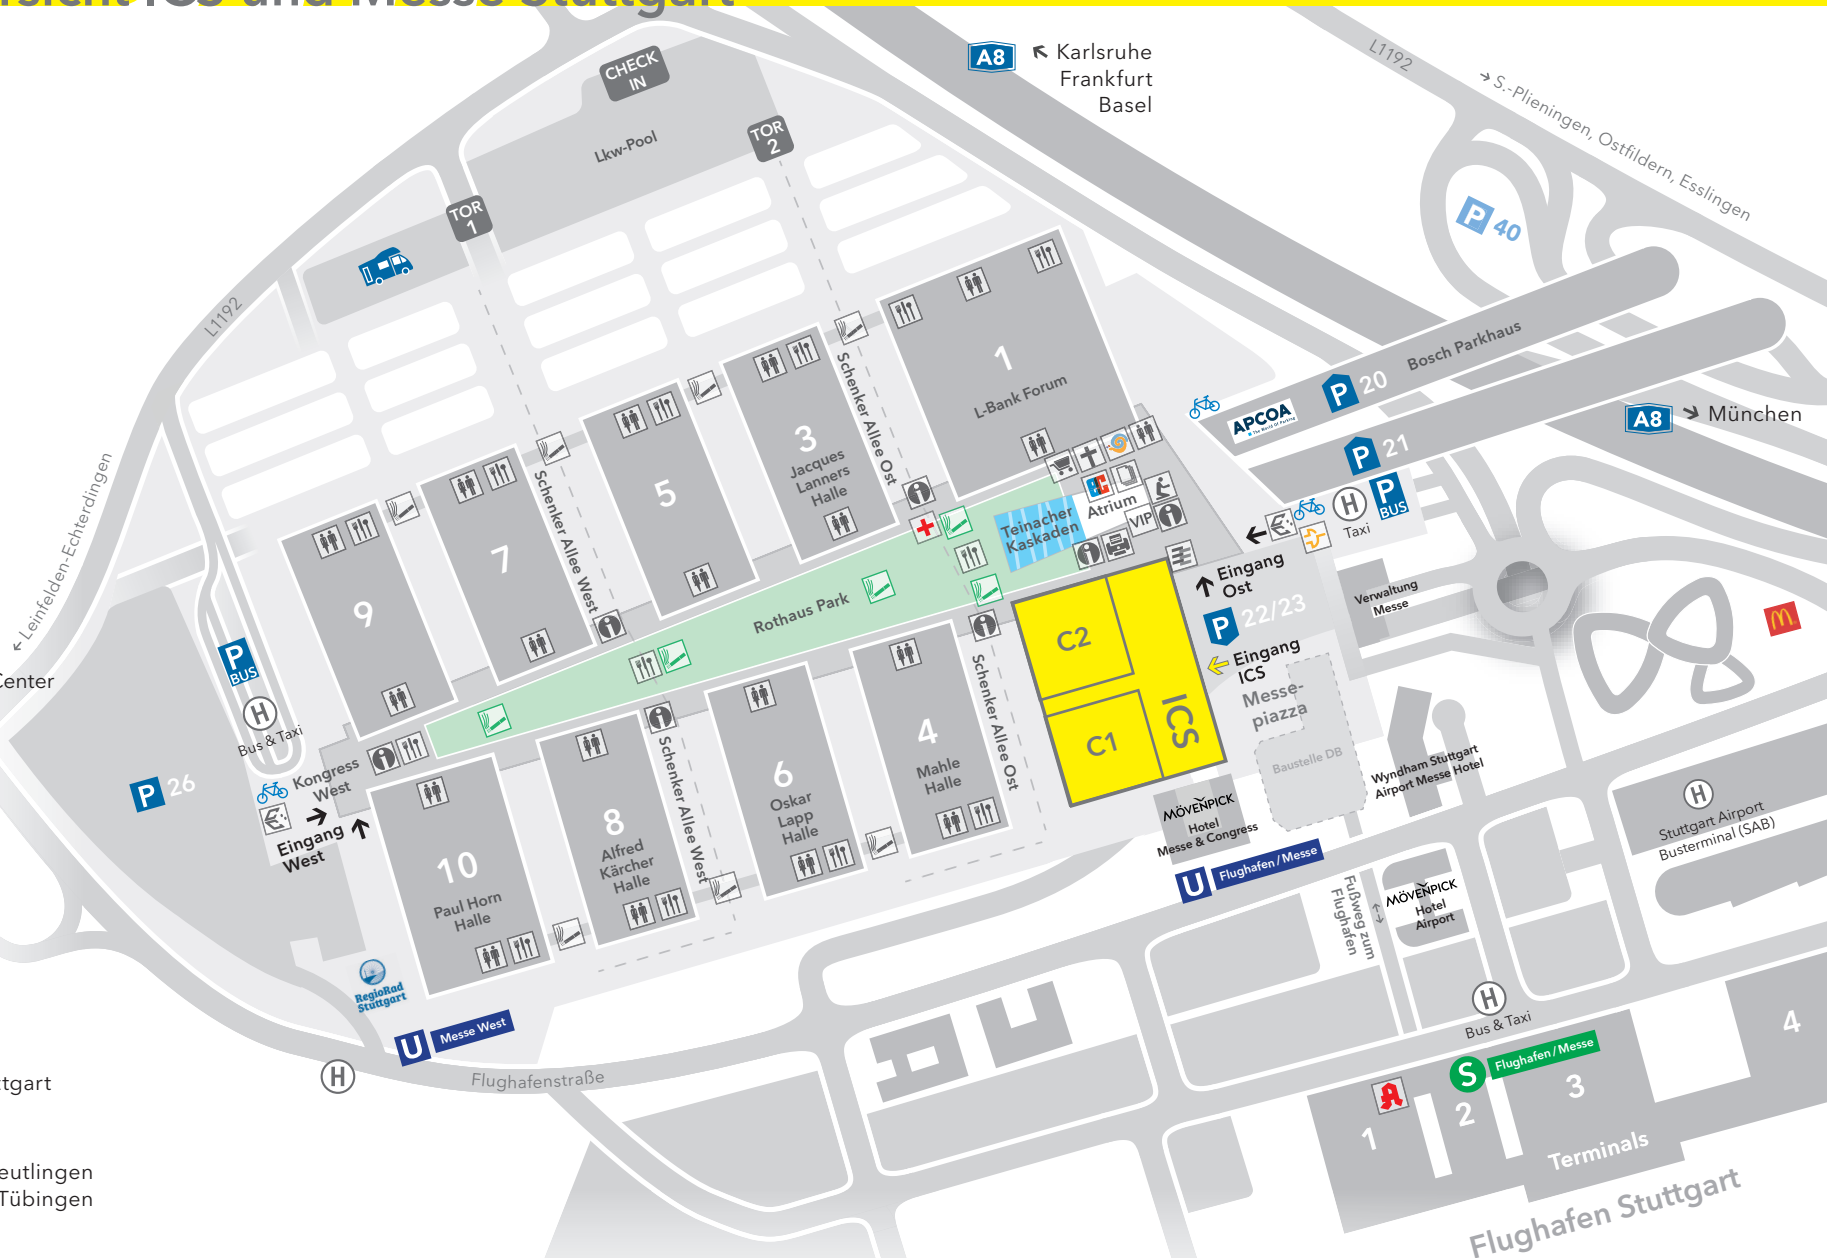 rsicht ICS und Messe Stuttgart
A8
Karlsruhe
Frankfurt
Basel
L1192
S.-Plieningen, Ostfildern, Esslingen
CHECK
IN
Lkw-Pool
TOR
2
TOR
1
P 40
L1192
Bosch Parkhaus
P 20
APCOA
P 21
A8
München
1
L-Bank Forum
Schenker Allee Ost
3
Jacques
Lanners
Halle
5
Schenker Allee West
7
9
Atrium
VIP
Teinacher
Kaskaden
H
Taxi
P
BUS
Eingang
Ost
Verwaltung
Messe
P 22/23
Eingang
ICS
Messe-
piazza
Baustelle DB
Rothaus Park
C2
C1
ICS
Leinfelden-Echterdingen
Center
P
BUS
H
Bus & Taxi
P 26
Kongress
West
Eingang
West
10
Paul Horn
Halle
8
Alfred
Kärcher
Halle
Schenker Allee West
6
Oskar
Lapp
Halle
4
Mahle
Halle
Schenker Allee Ost
MÖVENPICK
Hotel
Messe & Congress
Wyndham Stuttgart
Airport Messe Hotel
H
Stuttgart Airport
Busterminal (SAB)
U Flughafen / Messe
Fußweg zum
Flughafen
MÖVENPICK
Hotel
Airport
RegioRad
Stuttgart
U Messe West
H
Flughafenstraße
H
Bus & Taxi
S Flughafen / Messe
1
2
3
4
Terminals
Flughafen Stuttgart
ttgart
eutlingen
Tübingen